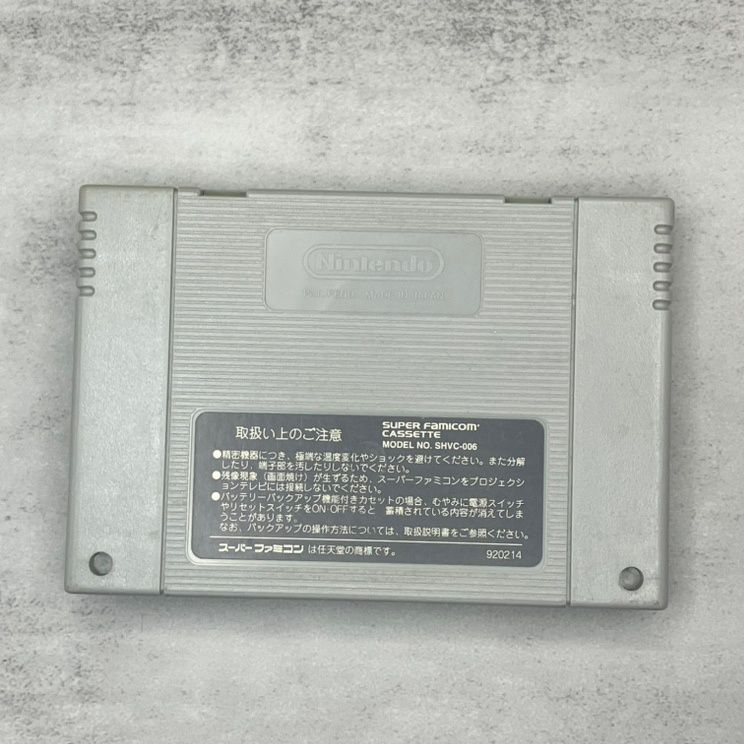 Nintendo
PAT. PEND. MADE IN JAPAN
取扱い上のご注意
SUPER FAMICOM
CASSETTE
MODEL NO. SHVC-006
●精密機器につき、極端な温度変化やショックを避けてください。また分解
したり、端子部を汚したりしないでください。
●残像現象（画面焼け）が生ずるため、スーパーファミコンをプロジェクシ
ョンテレビには接続しないでください。
●バッテリーバックアップ機能付きカセットの場合、むやみに電源スイッチ
やリセットスイッチをON・OFFすると 蓄積されている内容が消えてしま
うことがあります。
なお、バックアップの操作方法については、取扱説明書をご参照ください。
スーパーファミコン は任天堂の商標です。
920214